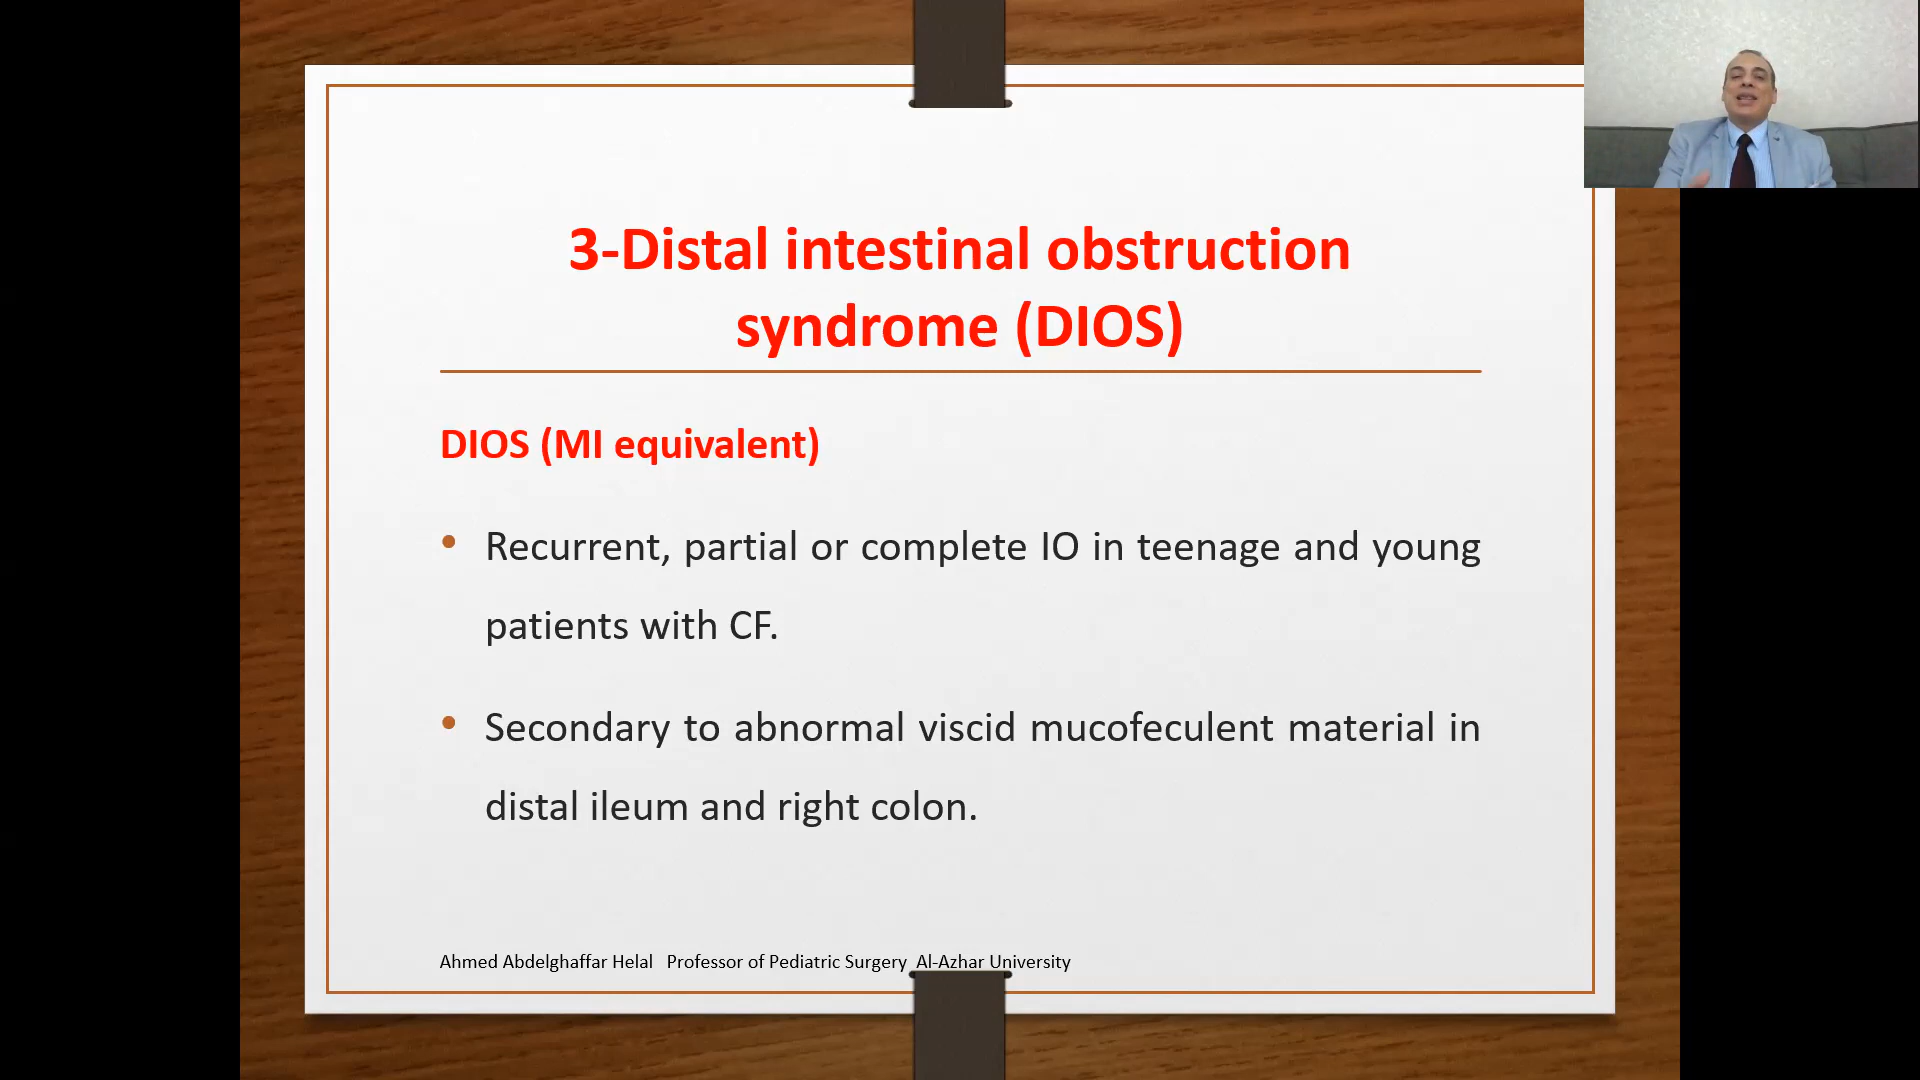 3-Distal intestinal obstruction
syndrome (DIOS)
DIOS (MI equivalent)
• Recurrent, partial or complete IO in teenage and young
patients with CF.
• Secondary to abnormal viscid mucofeculent material in
distal ileum and right colon.
Ahmed Abdelghaffar Helal Professor of Pediatric Surgery Al-Azhar University